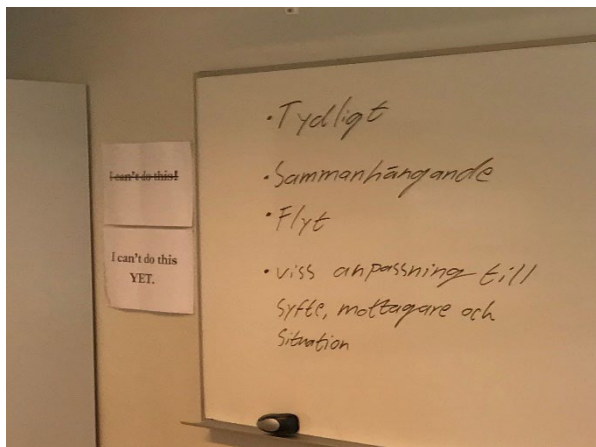 I can't do this!
I can't do this
YET.
• Tydligt
• Sammanhängande
• Flyt
• viss anpassning till
syfte, mottagare och
Situation